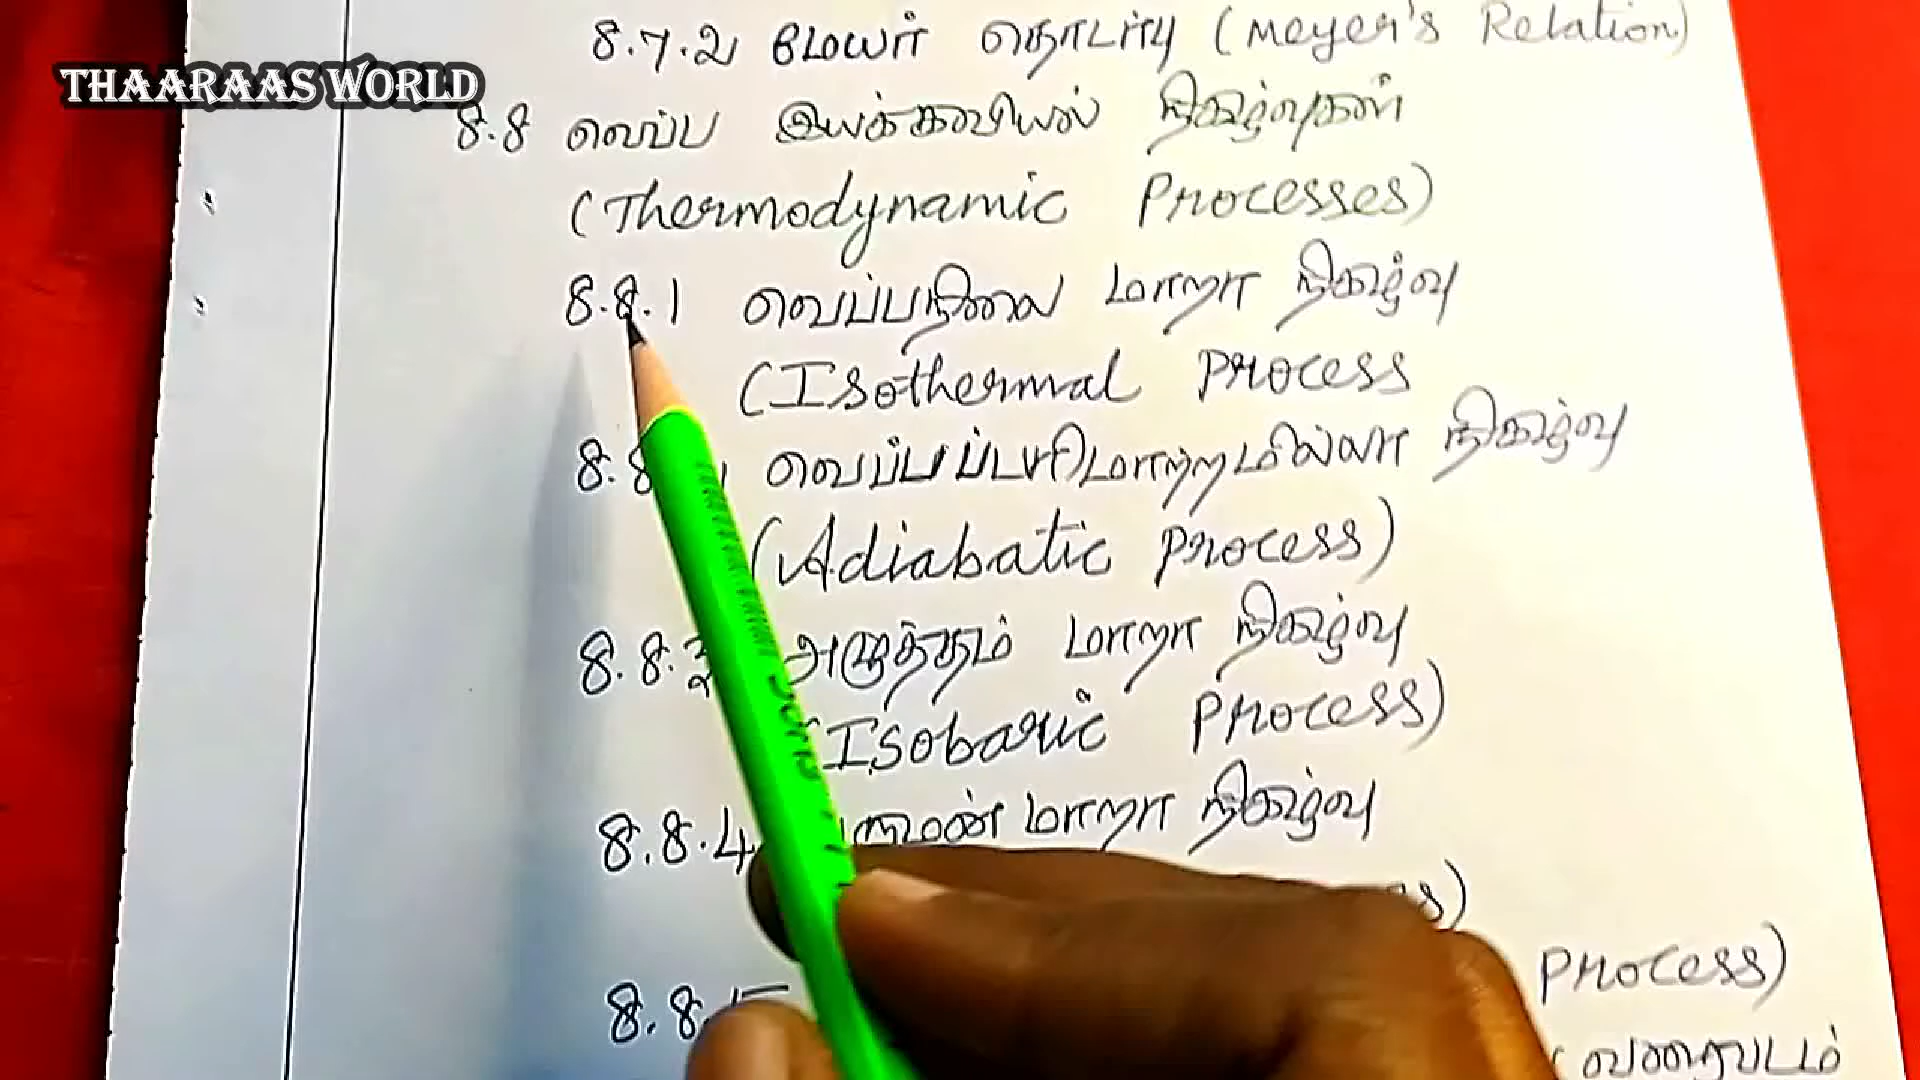 THAARAAS WORLD
8.7.2 மேயர் தொடர்பு (Meyer's Relation)
8.8 வெப்ப இயக்கவியல் நிகழ்வுகள்
(Thermodynamic Processes)
8.8.1 வெப்பநிலை மாறா நிகழ்வு
(Isothermal Process
8.8 வெப்பப்பரிமாற்றமில்லா நிகழ்வு
(Adiabatic Process)
8.8.3 அழுத்தம் மாறா நிகழ்வு
(Isobaric Process)
8.8.4 மாறா நிகழ்வு
8.8.5 Process)
வரைபடம்